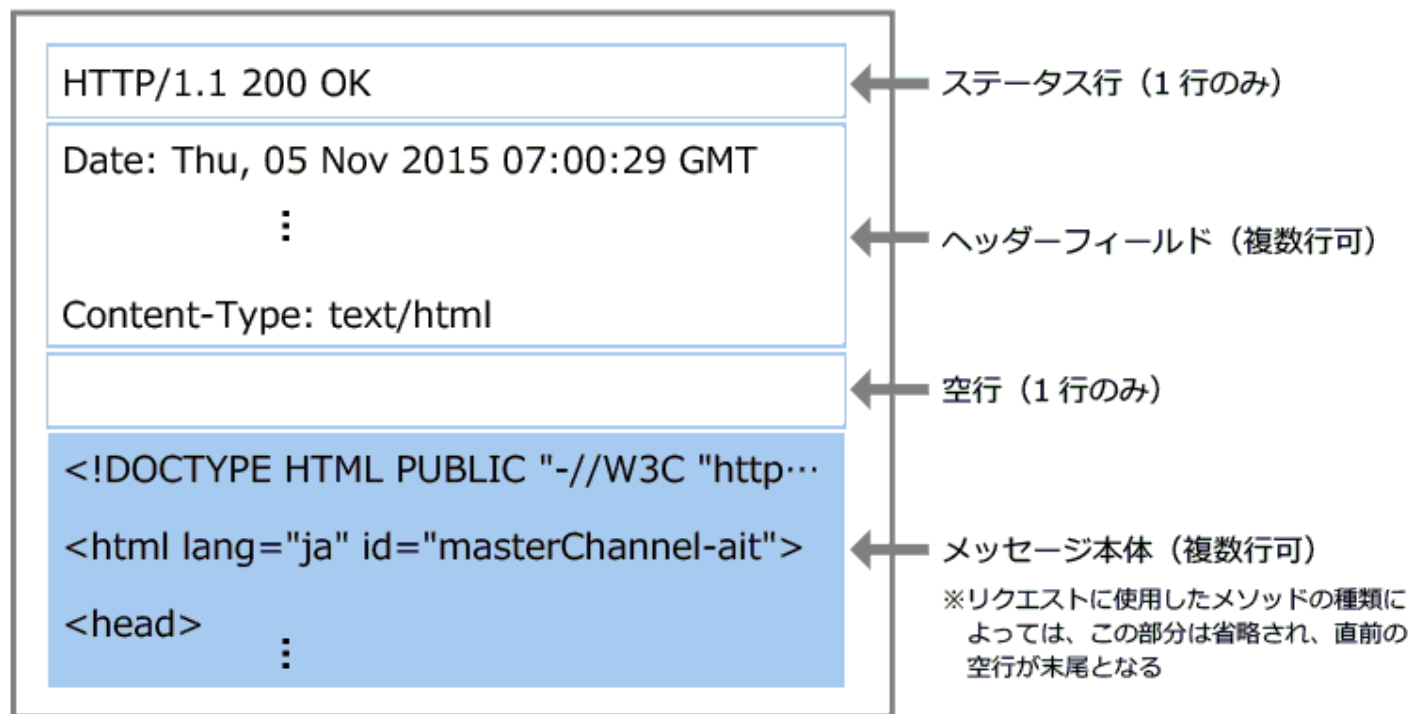 HTTP/1.1 200 OK
ステータス行（1 行のみ）
Date: Thu, 05 Nov 2015 07:00:29 GMT
⋮
ヘッダーフィールド（複数行可）
Content-Type: text/html
空行（1 行のみ）
<!DOCTYPE HTML PUBLIC "-//W3C "http…
<html lang="ja" id="masterChannel-ait">
<head>
⋮
メッセージ本体（複数行可）
※リクエストに使用したメソッドの種類に
よっては、この部分は省略され、直前の
空行が末尾となる